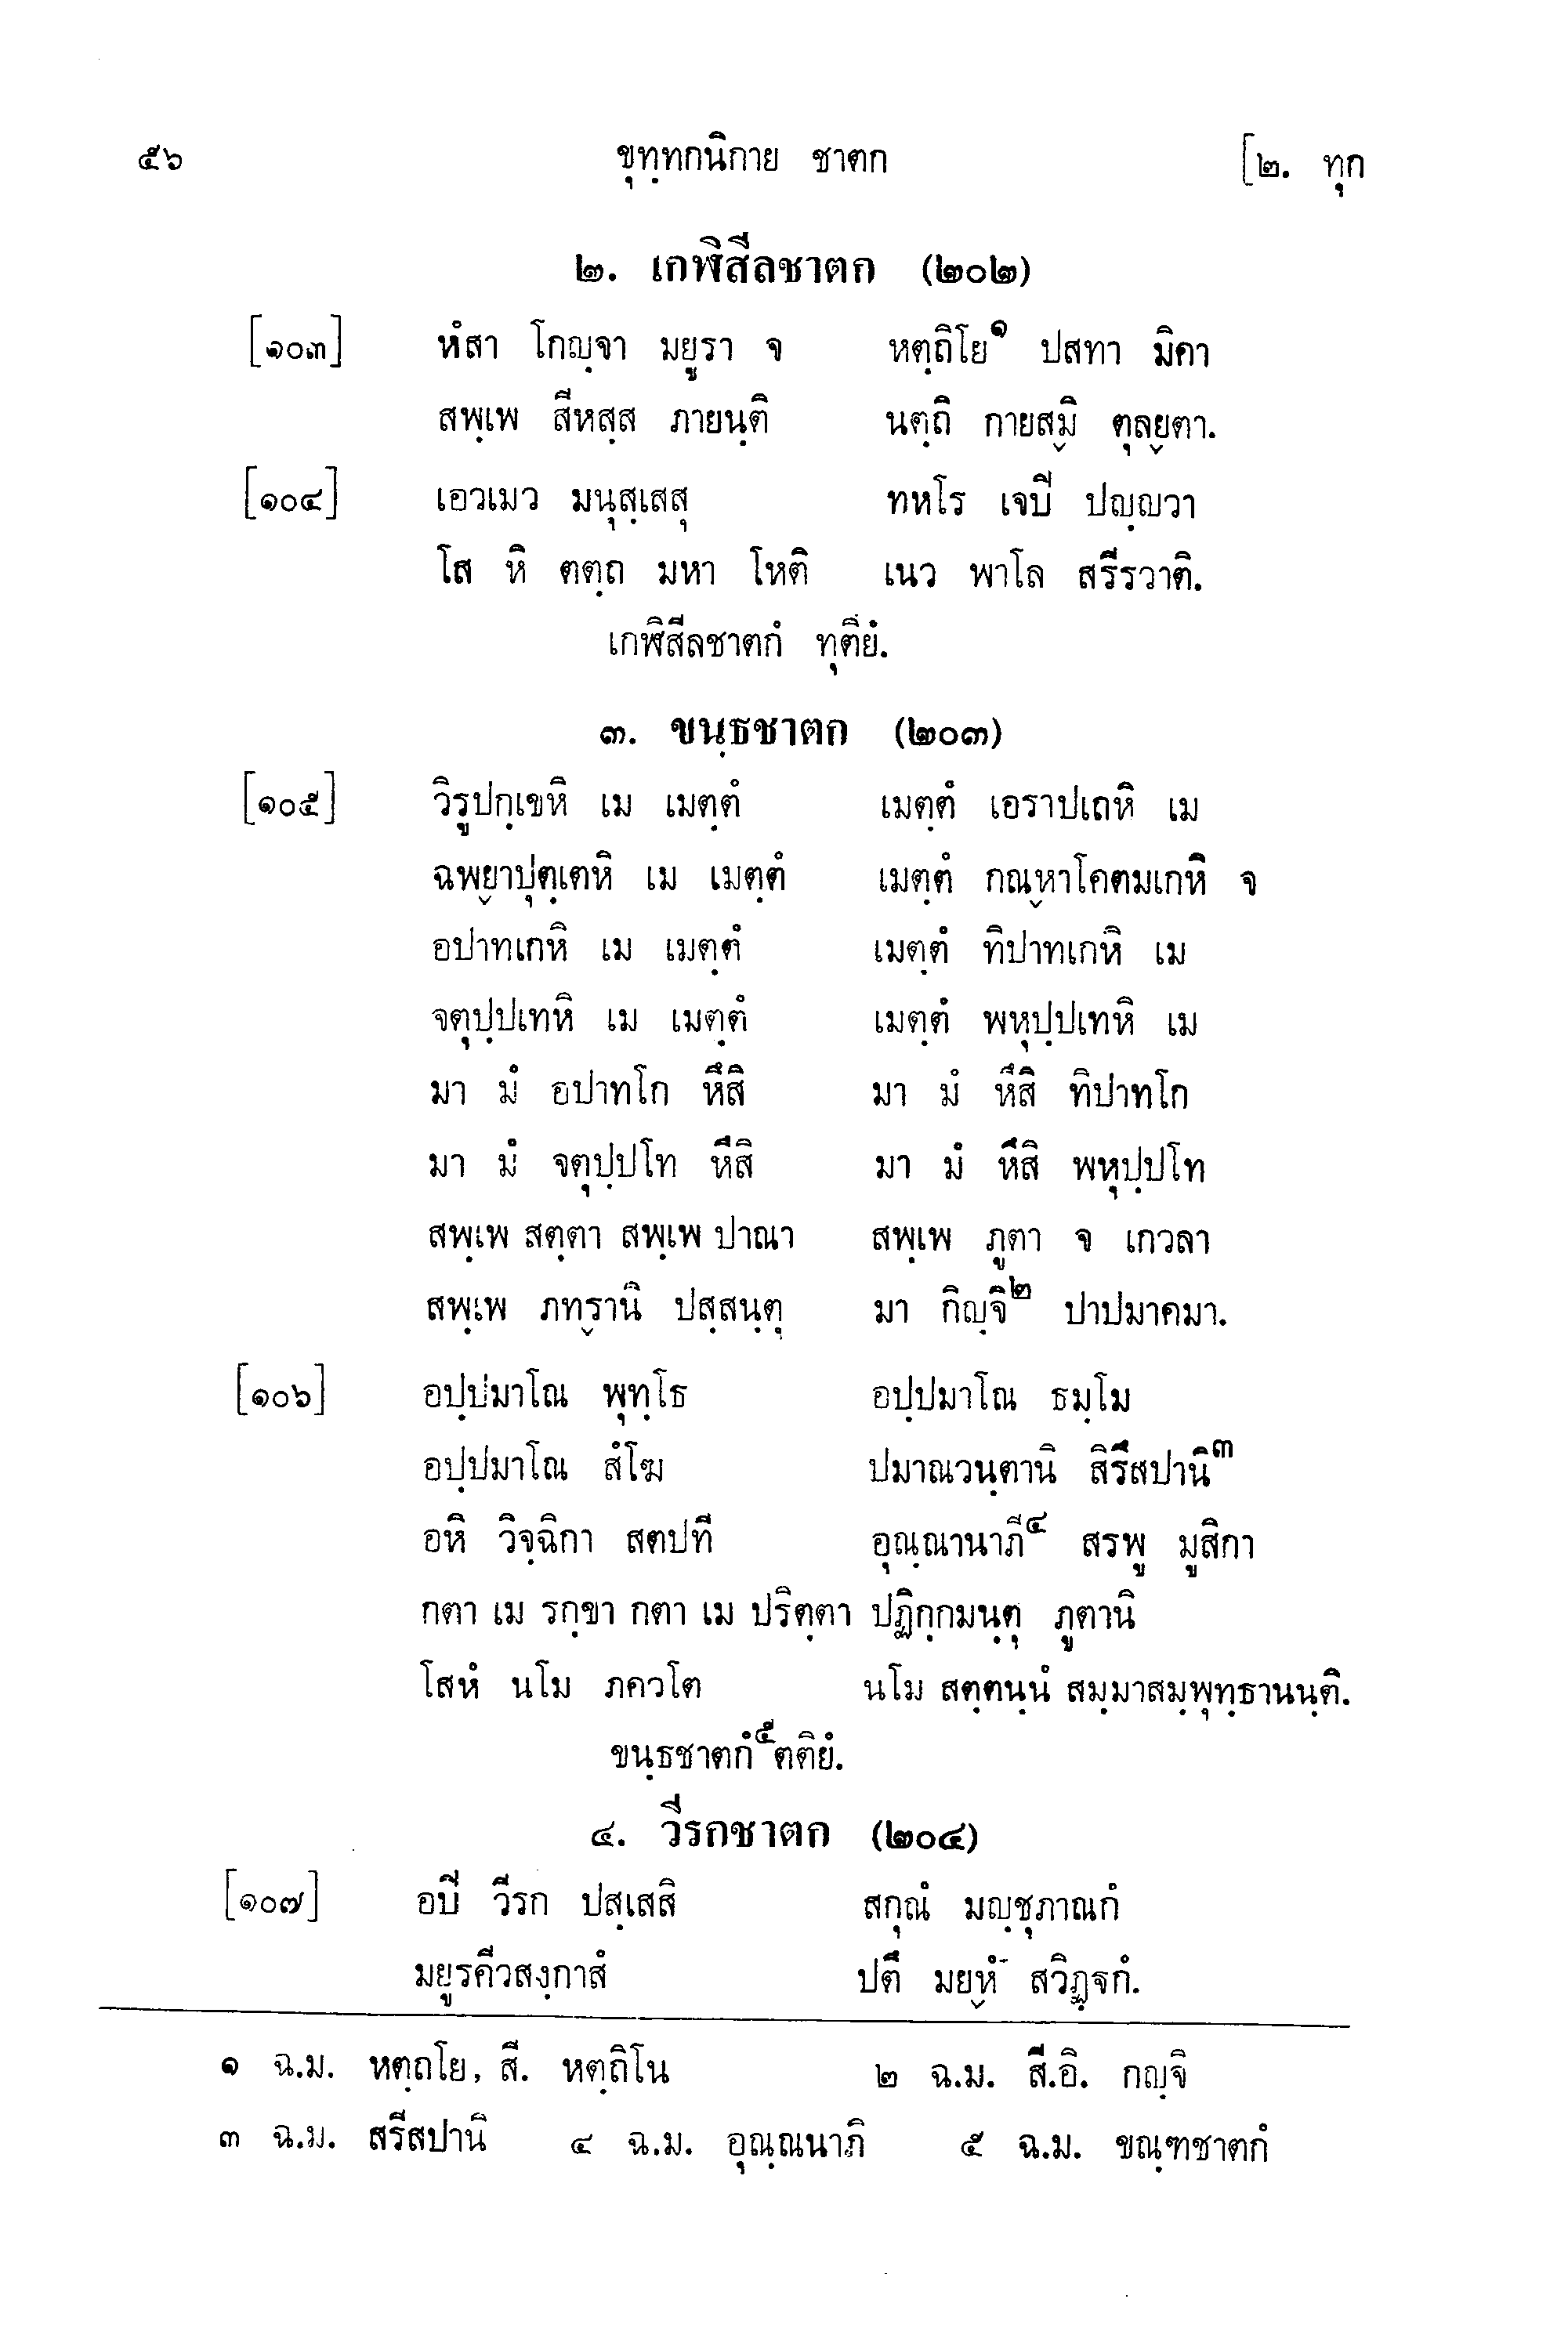 ๕๖ ขุทฺทกนิกาย ชาตก [๒. ทุก
๒. เกฬิสีลชาตก (๒๐๒)
[๑๐๓] หํสา โกญฺจา มยูรา จ หตฺถิโย๑ ปสทา มิคา
สพฺเพ สีหสฺส ภายนฺติ นตฺถิ กายสฺมิ ตุลฺยตา.
[๑๐๔] เอวเมว มนุสฺเสสุ ทหโร เจปิ ปญฺญวา
โส หิ ตตฺถ มหา โหติ เนว พาโล สรีรวาติ.
เกฬิสีลชาตกํ ทุติยํ.
๓. ขนฺธชาตก (๒๐๓)
[๑๐๕] วิรูปกฺเขหิ เม เมตฺตํ เมตฺตํ เอราปเถหิ เม
ฉพฺยาปุตฺเตหิ เม เมตฺตํ เมตฺตํ กณฺหาโคตมเกหิ จ
อปาทเกหิ เม เมตฺตํ เมตฺตํ ทิปาทเกหิ เม
จตุปฺปเทหิ เม เมตฺตํ เมตฺตํ พหุปฺปเทหิ เม
มา มํ อปาทโก หึสิ มา มํ หึสิ ทิปาทโก
มา มํ จตุปฺปโท หึสิ มา มํ หึสิ พหุปฺปโท
สพฺเพ สตฺตา สพฺเพ ปาณา สพฺเพ ภูตา จ เกวลา
สพฺเพ ภทฺรานิ ปสฺสนฺตุ มา กิญฺจิ๒ ปาปมาคมา.
[๑๐๖] อปฺปมาโณ พุทฺโธ อปฺปมาโณ ธมฺโม
อปฺปมาโณ สํโฆ ปมาณวนฺตานิ สิรึสปานิ๓
อหิ วิจฺฉิกา สตปที อุณฺณานาภี๔ สรพู มูสิกา
กตา เม รกฺขา กตา เม ปริตฺตา ปฏิกฺกมนฺตุ ภูตานิ
โสหํ นโม ภควโต นโม สตฺตนฺนํ สมฺมาสมฺพุทฺธานนฺติ.
ขนฺธชาตกํ๕ ตติยํ.
๔. วีรกชาตก (๒๐๔)
[๑๐๗] อปิ วีรก ปสฺเสสิ สกุณํ มญฺชุภาณกํ
มยูรคีวสงฺกาสํ ปตึ มยฺหํ สวิฏฺฐกํ.
๑ ฉ.ม. หตฺถโย, สี. หตฺถิโน ๒ ฉ.ม. สี.อิ. กญฺจิ
๓ ฉ.ม. สรีสปานิ ๔ ฉ.ม. อุณฺณนาภิ ๕ ฉ.ม. ขณฺฑชาตกํ